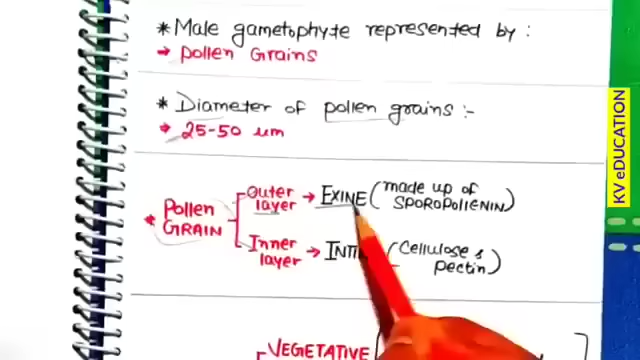 * Male gametophyte represented by :
→ pollen Grains
* Diameter of pollen grains :-
→ 25-50 um
* Pollen GRAIN
Outer layer → EXINE (made up of SPOROPOllENIN)
Inner layer → (Cellulose & pectin)
VEGETATIVE
KV eDUCATION